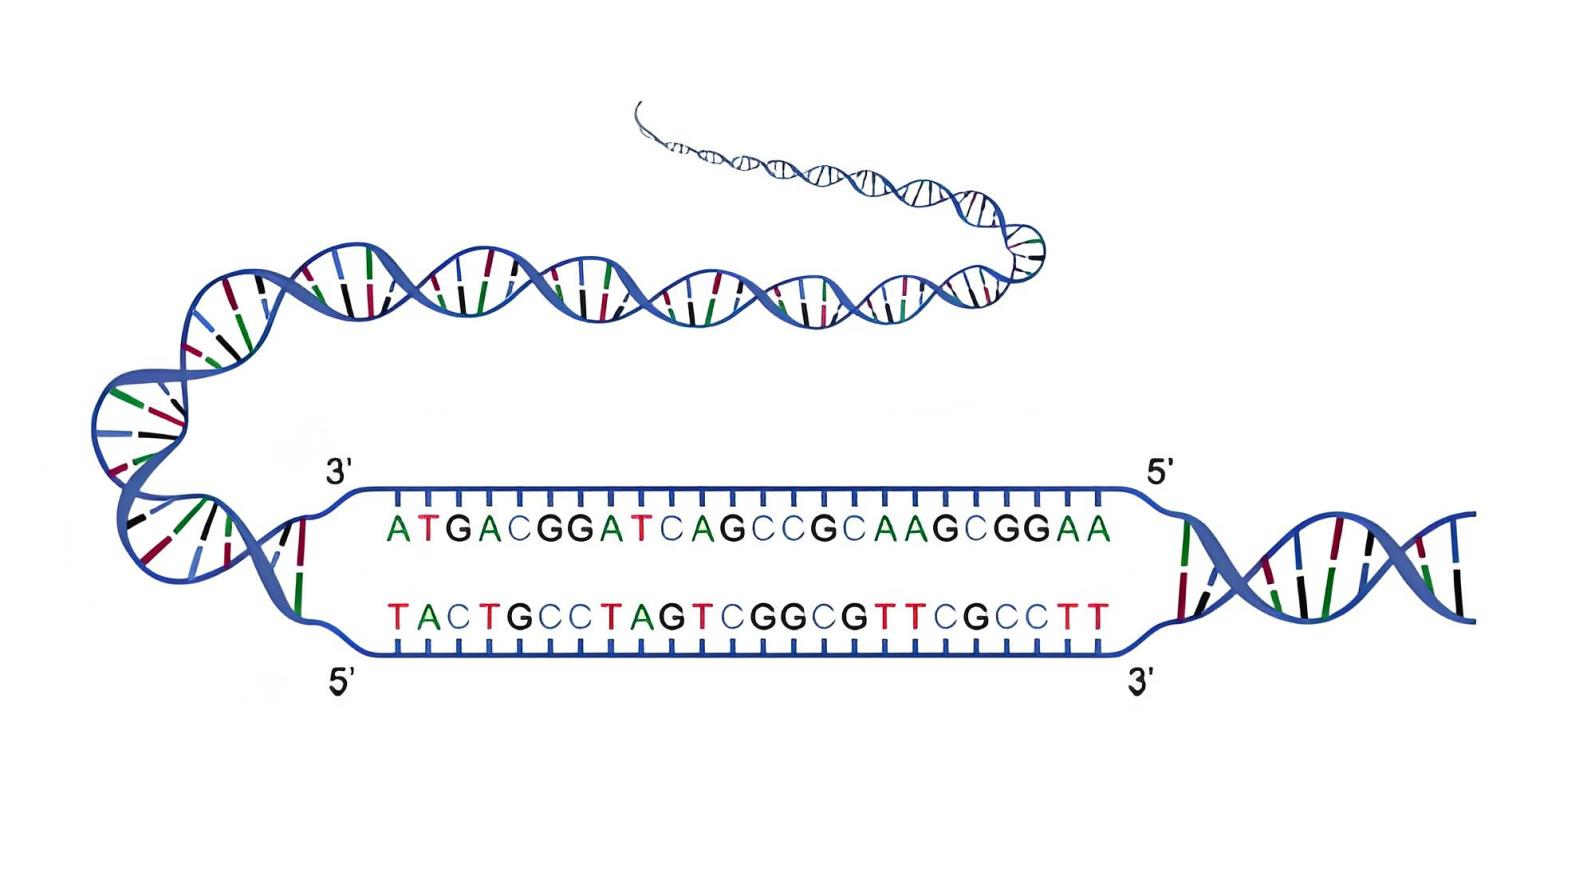 3' 5'
ATGACGGATCAGCCGCAAGCGGAA
TACTGCCTAGTCGGCGTTCGCCTT
5' 3'